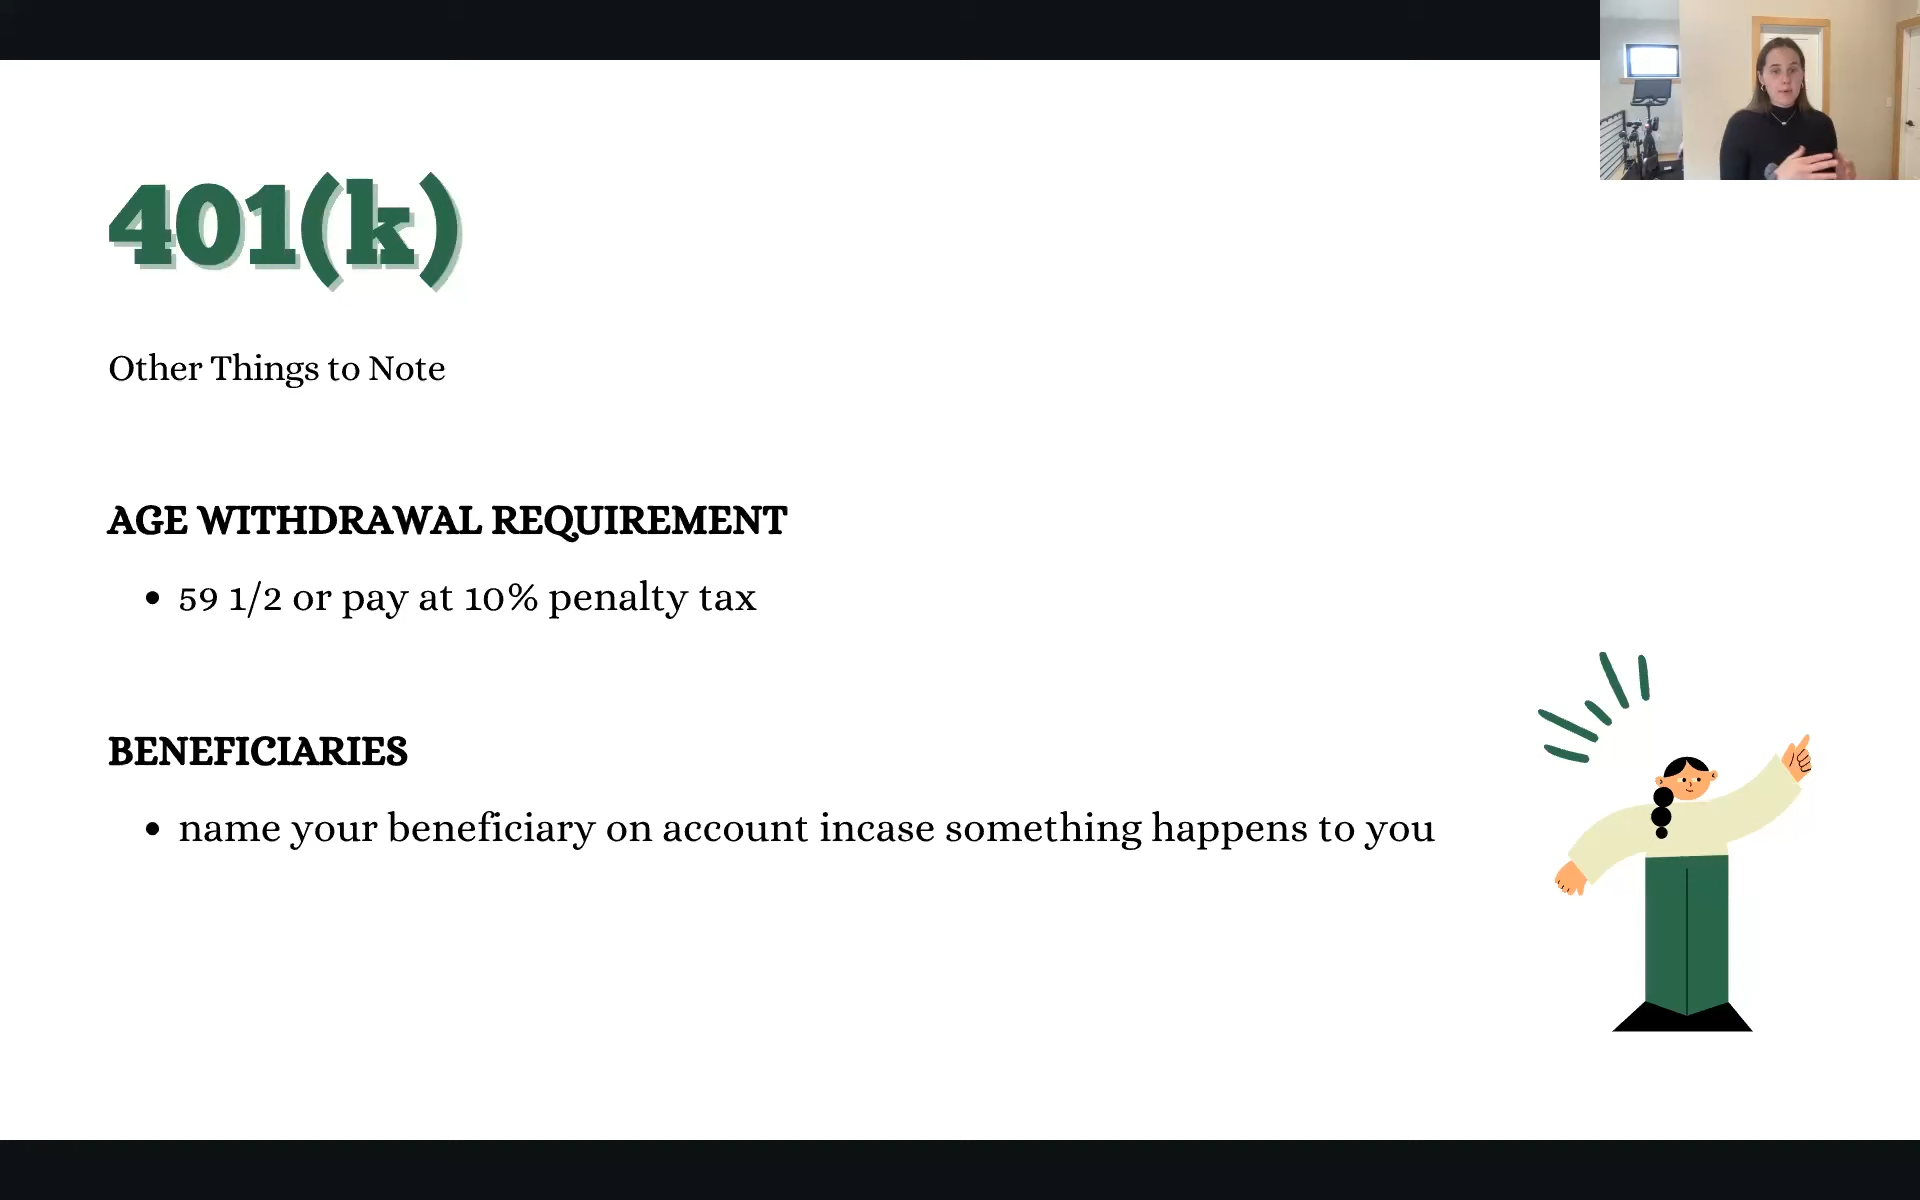 401(k)
Other Things to Note
AGE WITHDRAWAL REQUIREMENT
• 59 1/2 or pay at 10% penalty tax
BENEFICIARIES
• name your beneficiary on account incase something happens to you